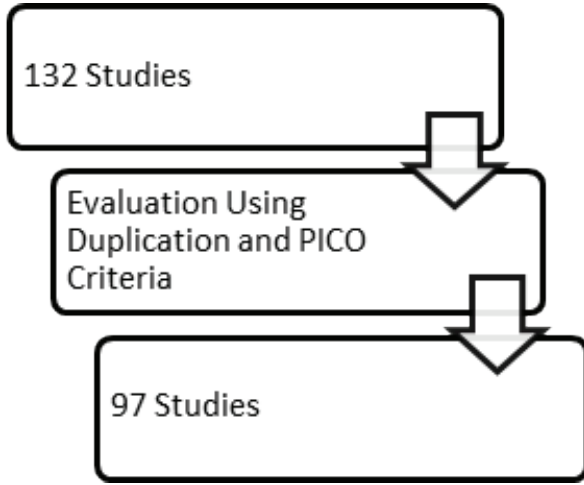 132 Studies
Evaluation Using
Duplication and PICO
Criteria
97 Studies